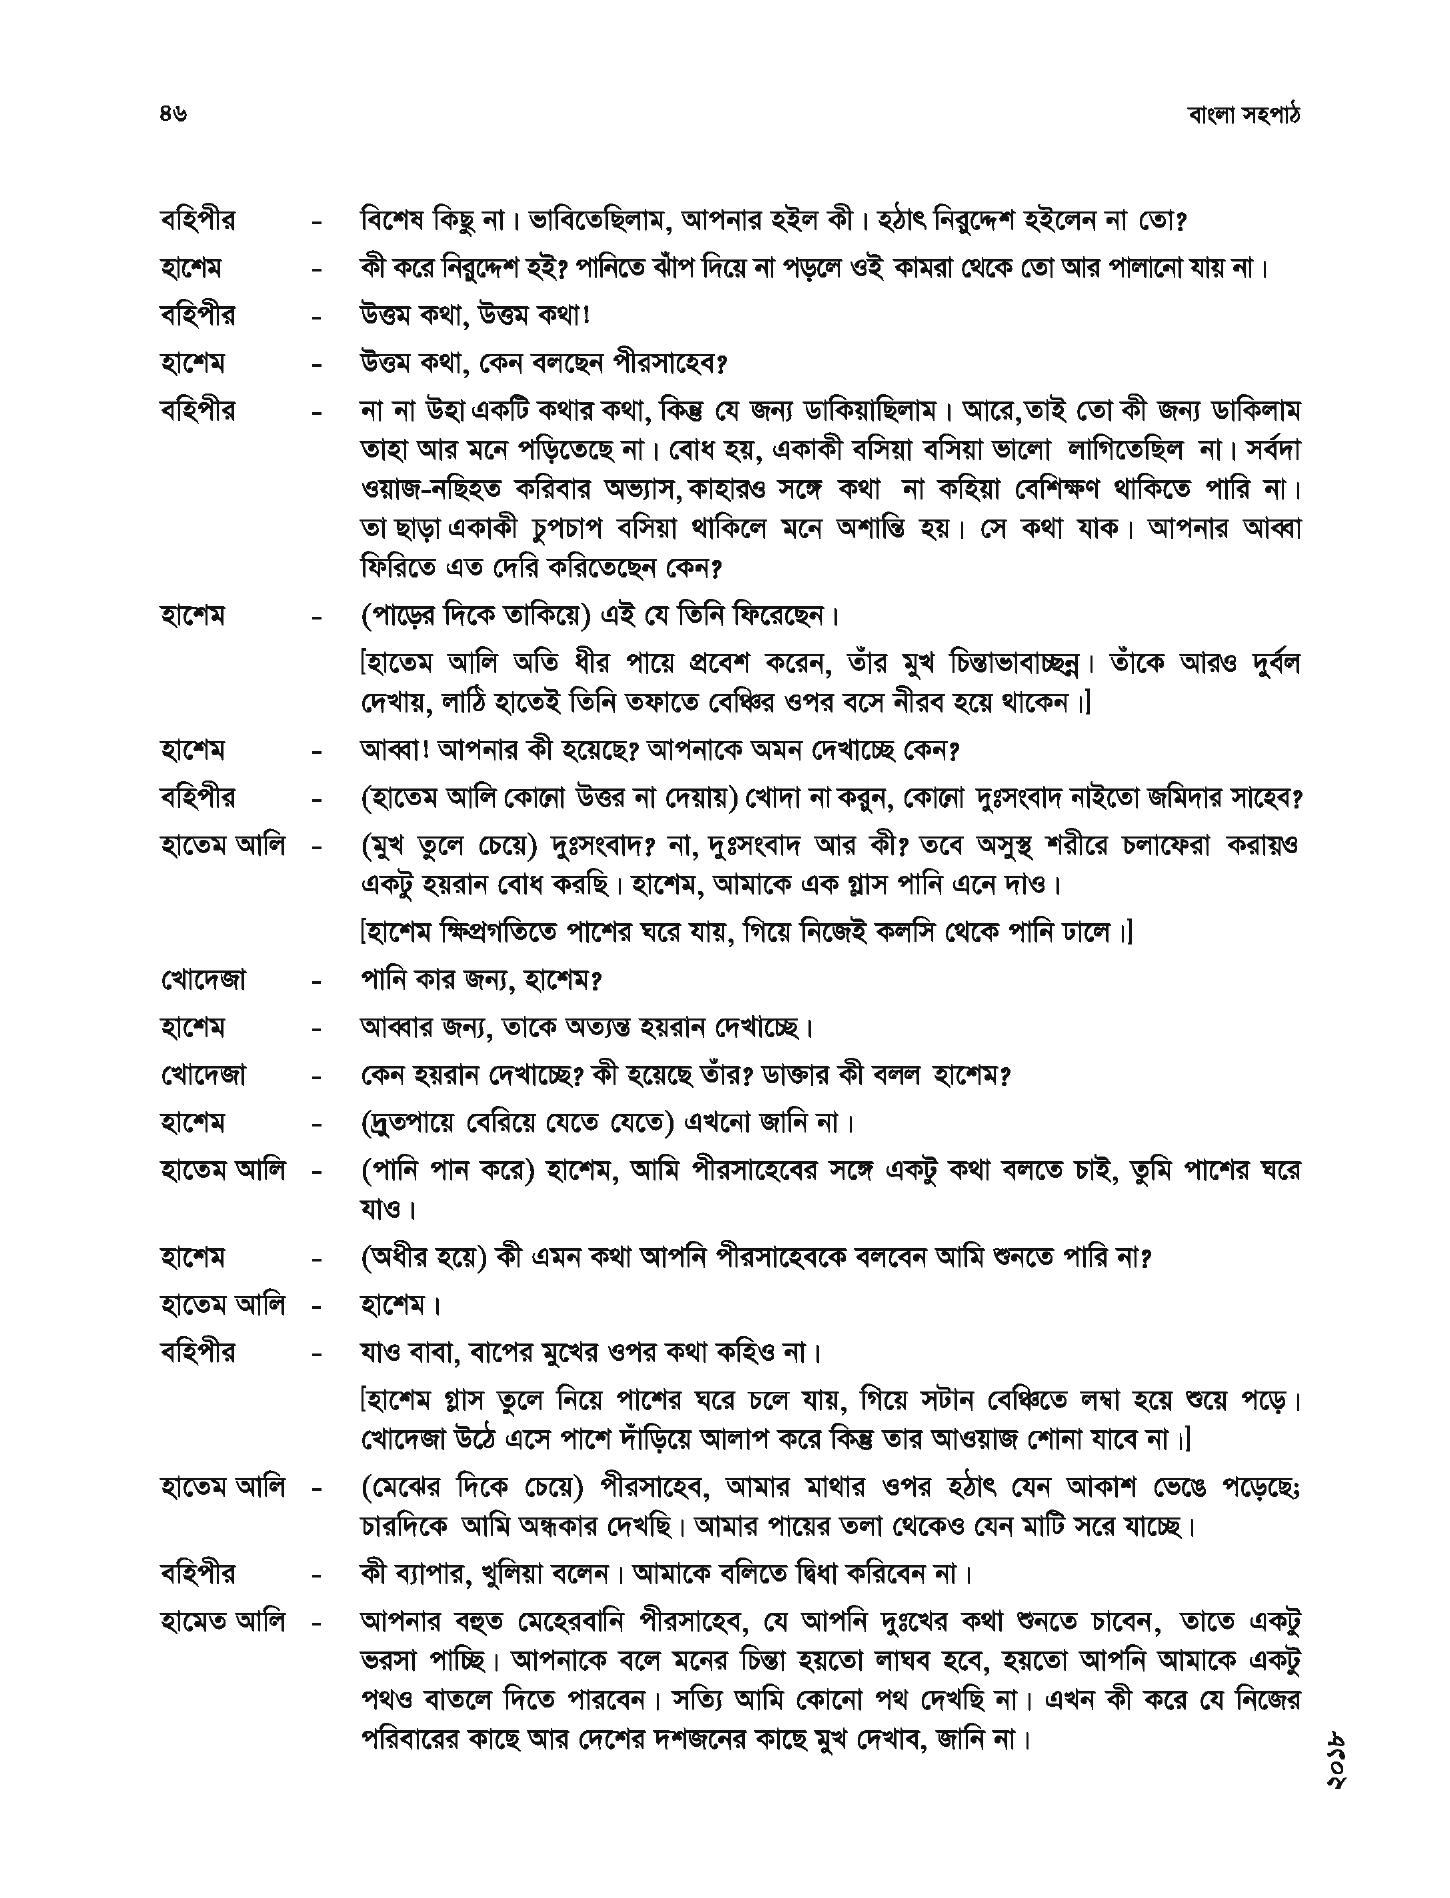 ৪৬ বাংলা সহপাঠ
বহিপীর - বিশেষ কিছু না। ভাবিতেছিলাম, আপনার হইল কী। হঠাৎ নিরুদ্দেশ হইলেন না তো?
হাশেম - কী করে নিরুদ্দেশ হই? পানিতে ঝাঁপ দিয়ে না পড়লে ওই কামরা থেকে তো আর পালানো যায় না।
বহিপীর - উত্তম কথা, উত্তম কথা!
হাশেম - উত্তম কথা, কেন বলছেন পীরসাহেব?
বহিপীর - না না উহা একটি কথার কথা, কিন্তু যে জন্য ডাকিয়াছিলাম। আরে,তাই তো কী জন্য ডাকিলাম
তাহা আর মনে পড়িতেছে না। বোধ হয়, একাকী বসিয়া বসিয়া ভালো লাগিতেছিল না। সর্বদা
ওয়াজ-নছিহত করিবার অভ্যাস,কাহারও সঙ্গে কথা না কহিয়া বেশিক্ষণ থাকিতে পারি না।
তা ছাড়া একাকী চুপচাপ বসিয়া থাকিলে মনে অশান্তি হয়। সে কথা যাক। আপনার আব্বা
ফিরিতে এত দেরি করিতেছেন কেন?
হাশেম - (পাড়ের দিকে তাকিয়ে) এই যে তিনি ফিরেছেন।
[হাতেম আলি অতি ধীর পায়ে প্রবেশ করেন, তাঁর মুখ চিন্তাভাবাচ্ছন্ন। তাঁকে আরও দুর্বল
দেখায়, লাঠি হাতেই তিনি তফাতে বেঞ্চির ওপর বসে নীরব হয়ে থাকেন।]
হাশেম - আব্বা! আপনার কী হয়েছে? আপনাকে অমন দেখাচ্ছে কেন?
বহিপীর - (হাতেম আলি কোনো উত্তর না দেয়ায়) খোদা না করুন, কোনো দুঃসংবাদ নাইতো জমিদার সাহেব?
হাতেম আলি - (মুখ তুলে চেয়ে) দুঃসংবাদ? না, দুঃসংবাদ আর কী? তবে অসুস্থ শরীরে চলাফেরা করায়ও
একটু হয়রান বোধ করছি। হাশেম, আমাকে এক গ্লাস পানি এনে দাও।
[হাশেম ক্ষিপ্রগতিতে পাশের ঘরে যায়, গিয়ে নিজেই কলসি থেকে পানি ঢালে।]
খোদেজা - পানি কার জন্য, হাশেম?
হাশেম - আব্বার জন্য, তাকে অত্যন্ত হয়রান দেখাচ্ছে।
খোদেজা - কেন হয়রান দেখাচ্ছে? কী হয়েছে তাঁর? ডাক্তার কী বলল হাশেম?
হাশেম - (দ্রুতপায়ে বেরিয়ে যেতে যেতে) এখনো জানি না।
হাতেম আলি - (পানি পান করে) হাশেম, আমি পীরসাহেবের সঙ্গে একটু কথা বলতে চাই, তুমি পাশের ঘরে
যাও।
হাশেম - (অধীর হয়ে) কী এমন কথা আপনি পীরসাহেবকে বলবেন আমি শুনতে পারি না?
হাতেম আলি - হাশেম।
বহিপীর - যাও বাবা, বাপের মুখের ওপর কথা কহিও না।
[হাশেম গ্লাস তুলে নিয়ে পাশের ঘরে চলে যায়, গিয়ে সটান বেঞ্চিতে লম্বা হয়ে শুয়ে পড়ে।
খোদেজা উঠে এসে পাশে দাঁড়িয়ে আলাপ করে কিন্তু তার আওয়াজ শোনা যাবে না।]
হাতেম আলি - (মেঝের দিকে চেয়ে) পীরসাহেব, আমার মাথার ওপর হঠাৎ যেন আকাশ ভেঙে পড়েছে;
চারদিকে আমি অন্ধকার দেখছি। আমার পায়ের তলা থেকেও যেন মাটি সরে যাচ্ছে।
বহিপীর - কী ব্যাপার, খুলিয়া বলেন। আমাকে বলিতে দ্বিধা করিবেন না।
হামেত আলি - আপনার বহুত মেহেরবানি পীরসাহেব, যে আপনি দুঃখের কথা শুনতে চাবেন, তাতে একটু
ভরসা পাচ্ছি। আপনাকে বলে মনের চিন্তা হয়তো লাঘব হবে, হয়তো আপনি আমাকে একটু
পথও বাতলে দিতে পারবেন। সত্যি আমি কোনো পথ দেখছি না। এখন কী করে যে নিজের
পরিবারের কাছে আর দেশের দশজনের কাছে মুখ দেখাব, জানি না।
২০১৮